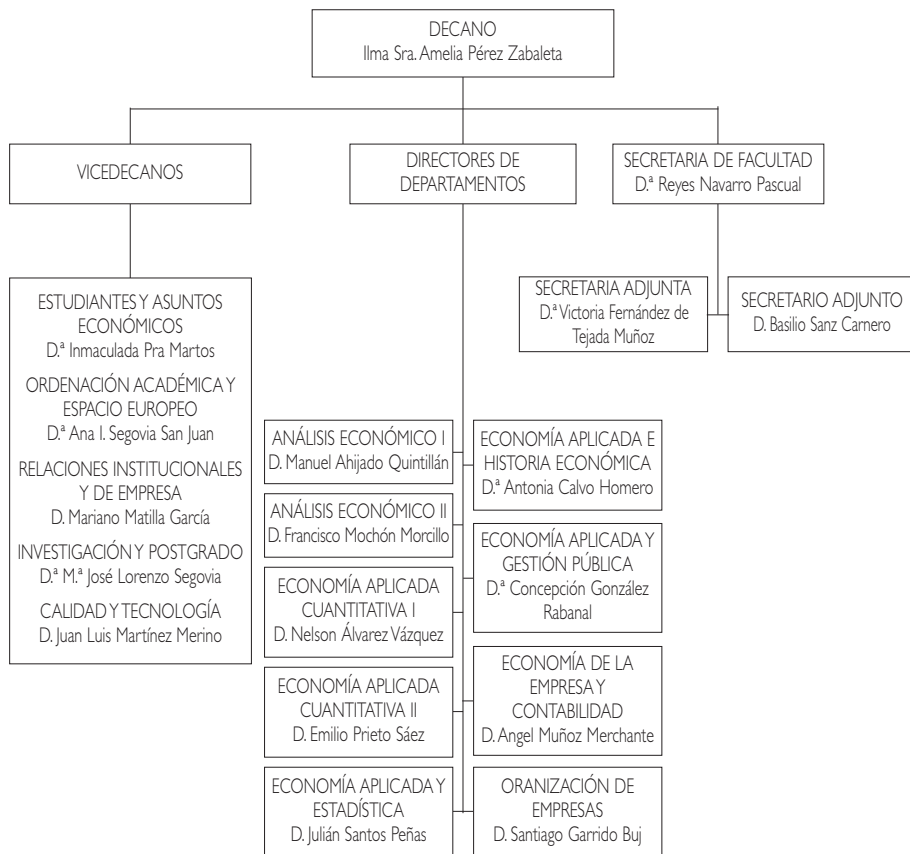 DECANO
Ilma Sra. Amelia Pérez Zabaleta
VICEDECANOS
DIRECTORES DE
DEPARTAMENTOS
SECRETARIA DE FACULTAD
D.ª Reyes Navarro Pascual
SECRETARIA ADJUNTA
D.ª Victoria Fernández de
Tejada Muñoz
SECRETARIO ADJUNTO
D. Basilio Sanz Carnero
ESTUDIANTES Y ASUNTOS
ECONÓMICOS
D.ª Inmaculada Pra Martos
ORDENACIÓN ACADÉMICA Y
ESPACIO EUROPEO
D.ª Ana I. Segovia San Juan
RELACIONES INSTITUCIONALES
Y DE EMPRESA
D. Mariano Matilla García
INVESTIGACIÓN Y POSTGRADO
D.ª M.ª José Lorenzo Segovia
CALIDAD Y TECNOLOGÍA
D. Juan Luis Martínez Merino
ANÁLISIS ECONÓMICO I
D. Manuel Ahijado Quintillán
ANÁLISIS ECONÓMICO II
D. Francisco Mochón Morcillo
ECONOMÍA APLICADA
CUANTITATIVA I
D. Nelson Álvarez Vázquez
ECONOMÍA APLICADA
CUANTITATIVA II
D. Emilio Prieto Sáez
ECONOMÍA APLICADA Y
ESTADÍSTICA
D. Julián Santos Peñas
ECONOMÍA APLICADA E
HISTORIA ECONÓMICA
D.ª Antonia Calvo Homero
ECONOMÍA APLICADA Y
GESTIÓN PÚBLICA
D.ª Concepción González
Rabanal
ECONOMÍA DE LA
EMPRESA Y
CONTABILIDAD
D. Angel Muñoz Merchante
ORANIZACIÓN DE
EMPRESAS
D. Santiago Garrido Buj